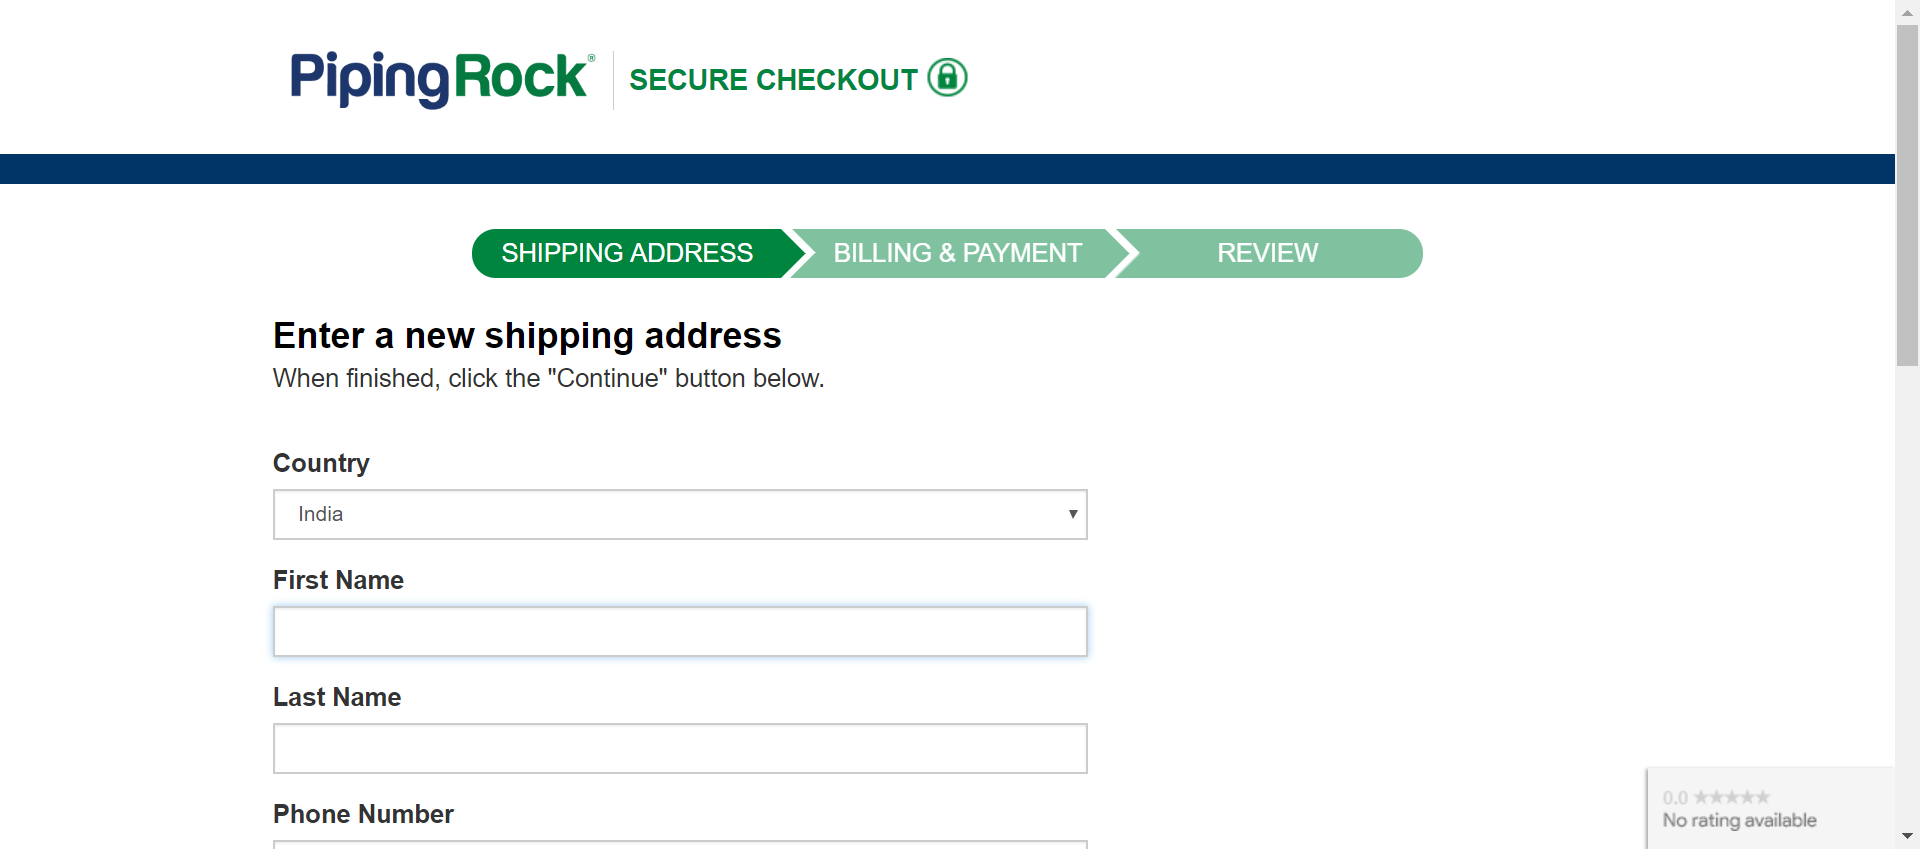 PipingRock® SECURE CHECKOUT
SHIPPING ADDRESS BILLING & PAYMENT REVIEW
Enter a new shipping address
When finished, click the "Continue" button below.
Country
India
First Name
Last Name
Phone Number
0.0 ★★★★★
No rating available